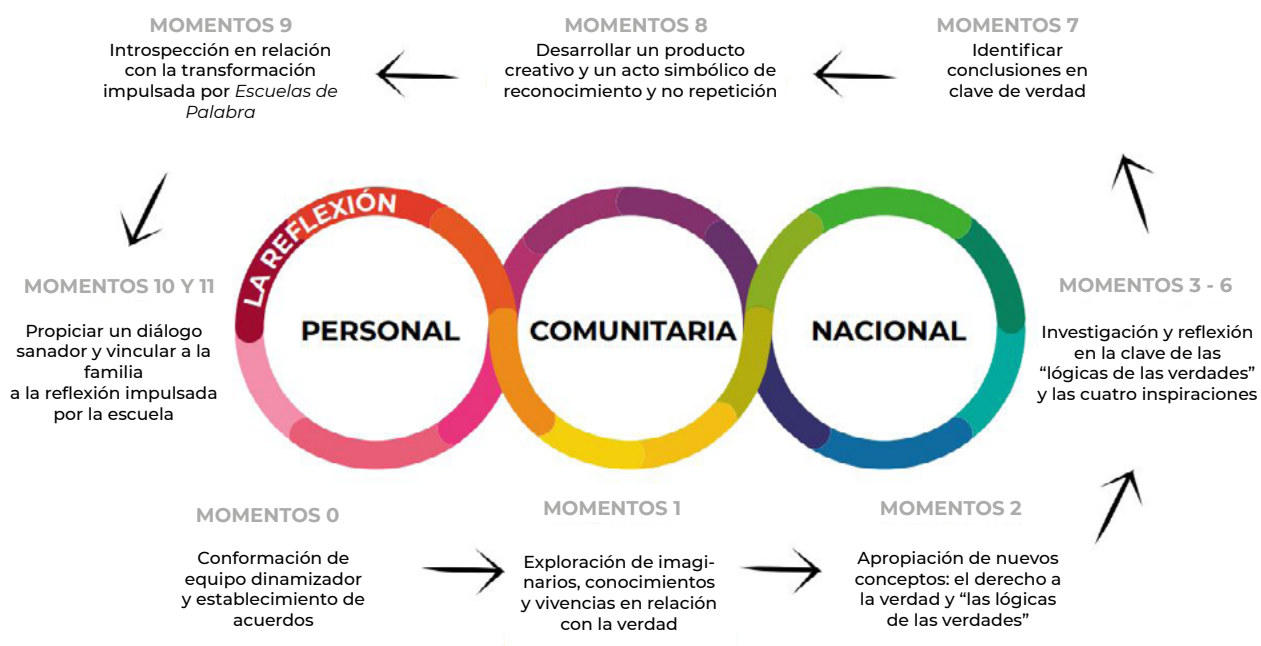 MOMENTOS 9
Introspección en relación
con la transformación
impulsada por Escuelas de
Palabra
MOMENTOS 8
Desarrollar un producto
creativo y un acto simbólico de
reconocimiento y no repetición
MOMENTOS 7
Identificar
conclusiones en
clave de verdad
LA REFLEXIÓN
PERSONAL
COMUNITARIA
NACIONAL
MOMENTOS 10 Y 11
Propiciar un diálogo
sanador y vincular a la
familia
a la reflexión impulsada
por la escuela
MOMENTOS 3 - 6
Investigación y reflexión
en la clave de las
“lógicas de las verdades”
y las cuatro inspiraciones
MOMENTOS 0
Conformación de
equipo dinamizador
y establecimiento de
acuerdos
MOMENTOS 1
Exploración de imagi-
narios, conocimientos
y vivencias en relación
con la verdad
MOMENTOS 2
Apropiación de nuevos
conceptos: el derecho a
la verdad y “las lógicas
de las verdades”